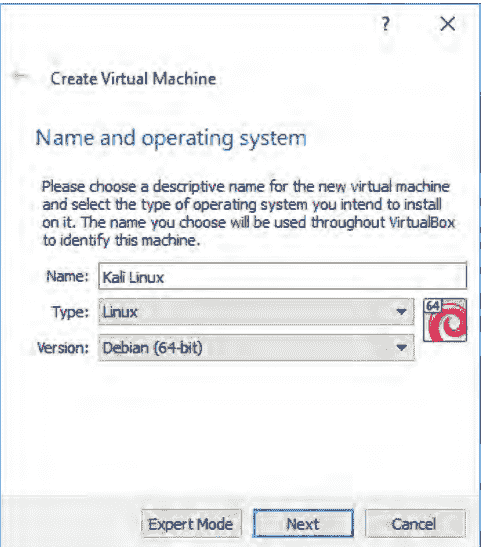 ?
Create Virtual Machine
Name and operating system
Please choose a descriptive name for the new virtual machine
and select the type of operating system you intend to install
on it. The name you choose will be used throughout VirtualBox
to identify this machine.
Name: Kali Linux
Type: Linux
64
Version: Debian (64-bit)
Expert Mode Next Cancel